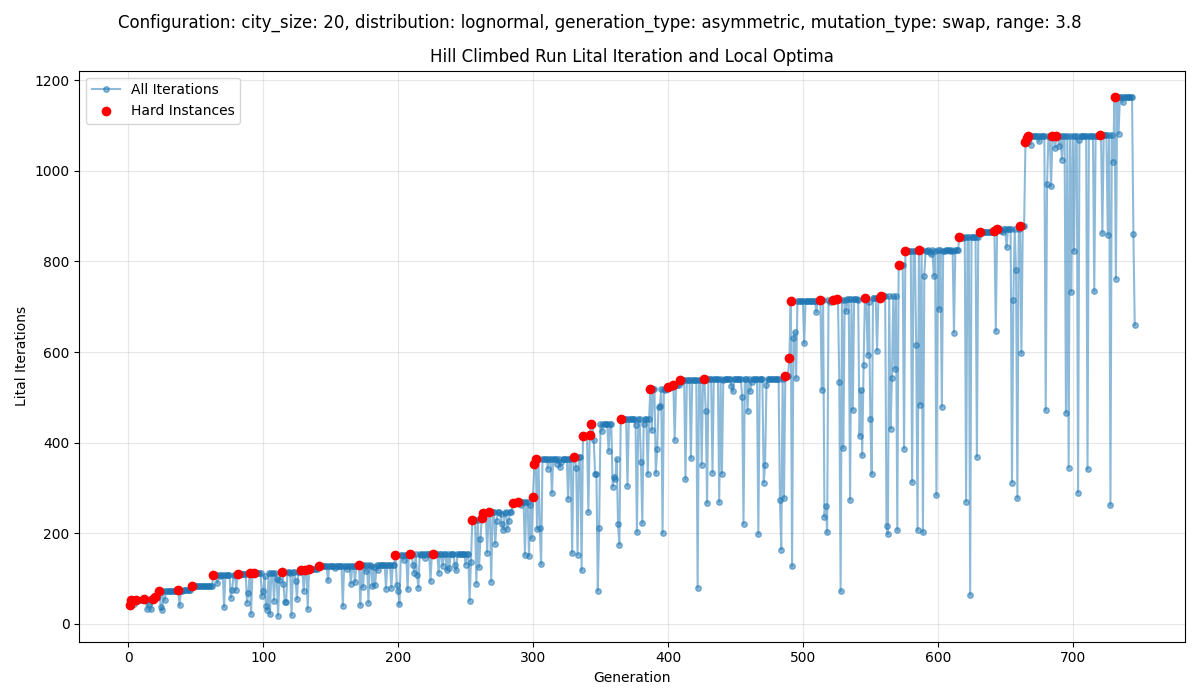 Configuration: city_size: 20, distribution: lognormal, generation_type: asymmetric, mutation_type: swap, range: 3.8
Hill Climbed Run Lital Iteration and Local Optima
All Iterations
Hard Instances
Lital Iterations
1200
1000
800
600
400
200
0
0 100 200 300 400 500 600 700
Generation